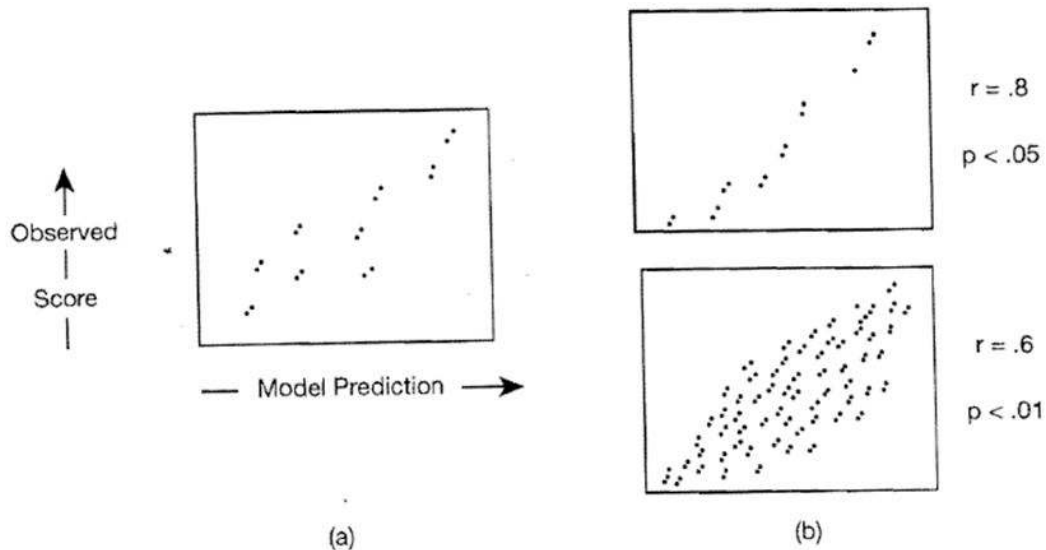 Observed
Score
Model Prediction
(a)
r = .8
p < .05
r = .6
p < .01
(b)